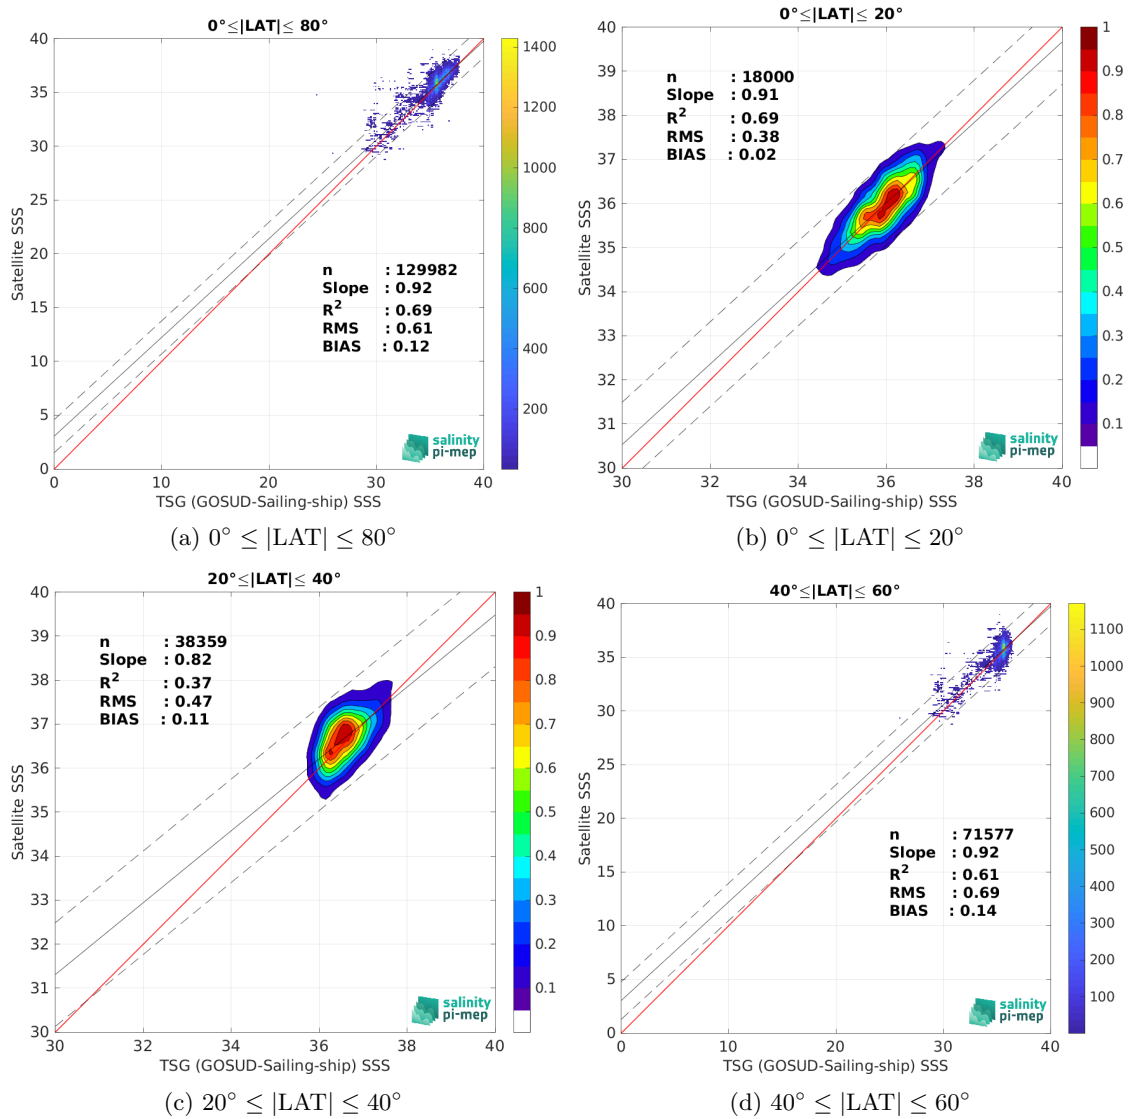 0°≤|LAT|≤ 80°
40
35
30
25
20
15
10
5
0
Satellite SSS
n : 129982
Slope : 0.92
R² : 0.69
RMS : 0.61
BIAS : 0.12
salinity
pi-mep
0 10 20 30 40
TSG (GOSUD-Sailing-ship) SSS
1400
1200
1000
800
600
400
200
(a) 0° ≤ |LAT| ≤ 80°
0°≤|LAT|≤ 20°
40
39
38
37
36
35
34
33
32
31
30
Satellite SSS
n : 18000
Slope : 0.91
R² : 0.69
RMS : 0.38
BIAS : 0.02
salinity
pi-mep
30 32 34 36 38 40
TSG (GOSUD-Sailing-ship) SSS
1
0.9
0.8
0.7
0.6
0.5
0.4
0.3
0.2
0.1
(b) 0° ≤ |LAT| ≤ 20°
20°≤|LAT|≤ 40°
40
39
38
37
36
35
34
33
32
31
30
Satellite SSS
n : 38359
Slope : 0.82
R² : 0.37
RMS : 0.47
BIAS : 0.11
salinity
pi-mep
30 32 34 36 38 40
TSG (GOSUD-Sailing-ship) SSS
1
0.9
0.8
0.7
0.6
0.5
0.4
0.3
0.2
0.1
(c) 20° ≤ |LAT| ≤ 40°
40°≤|LAT|≤ 60°
40
35
30
25
20
15
10
5
0
Satellite SSS
n : 71577
Slope : 0.92
R² : 0.61
RMS : 0.69
BIAS : 0.14
salinity
pi-mep
0 10 20 30 40
TSG (GOSUD-Sailing-ship) SSS
1100
1000
900
800
700
600
500
400
300
200
100
(d) 40° ≤ |LAT| ≤ 60°